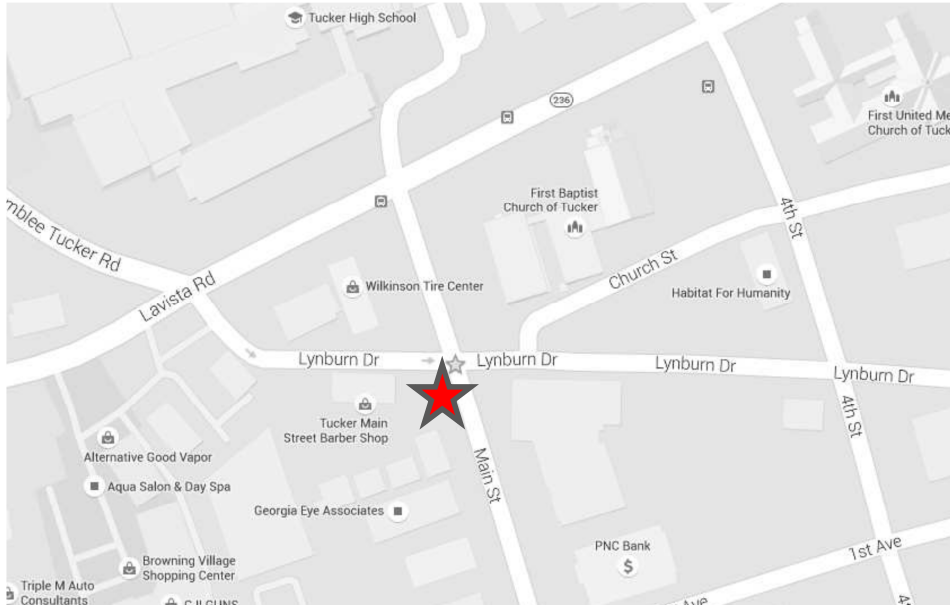 Tucker High School
236
First United Me
Church of Tuck
First Baptist
Church of Tucker
4th St
mblee Tucker Rd
Church St
Lavista Rd
Wilkinson Tire Center
Habitat For Humanity
Lynburn Dr
Lynburn Dr
Lynburn Dr
Lynburn Dr
Tucker Main
Street Barber Shop
4th St
Alternative Good Vapor
Main St
Aqua Salon & Day Spa
Georgia Eye Associates
PNC Bank
$
1st Ave
Browning Village
Shopping Center
Triple M Auto
Consultants
Ave